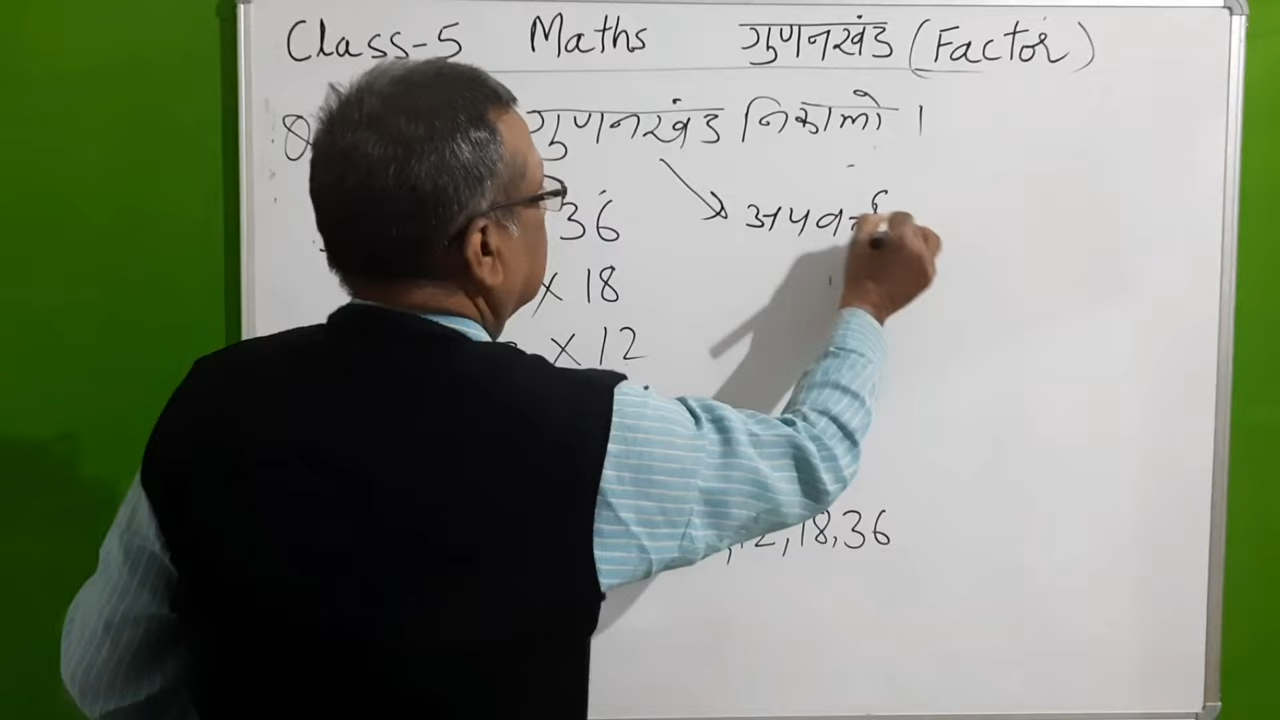 Class-5 Maths गुणनखंड (Factor)
Q गुणनखंड निकालो ।
36
अपवर्त
x 18
x 12
,12,18,36